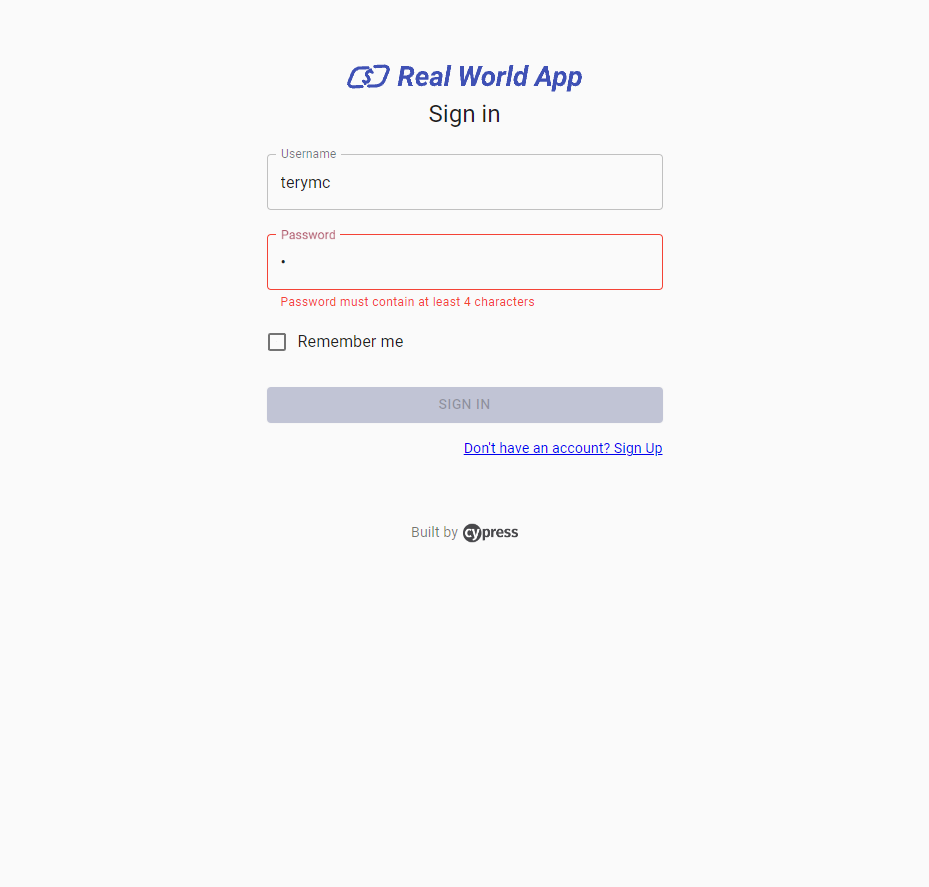 Real World App
Sign in
Username
terymc
Password
•
Password must contain at least 4 characters
Remember me
SIGN IN
Don't have an account? Sign Up
Built by cypress